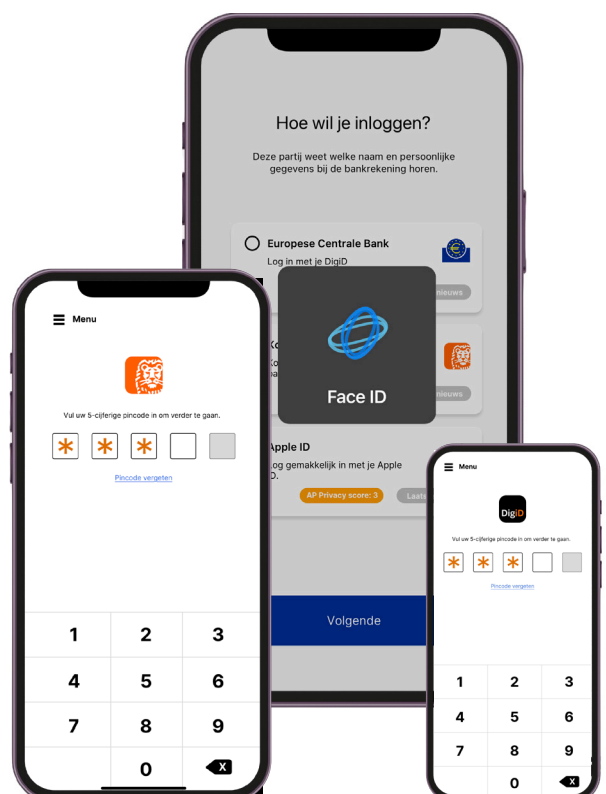 Hoe wil je inloggen?
Deze partij weet welke naam en persoonlijke
gegevens bij de bankrekening horen.
Europese Centrale Bank
Log in met je DigiD
nieuws
Face ID
nieuws
Apple ID
og gemakkelijk in met je Apple
AP Privacy score: 3
Laats
Volgende
Menu
Vul uw 5-cijferige pincode in om verder te gaan.
* * *
Pincode vergeten
1 2 3
4 5 6
7 8 9
0 X
Menu
DigiD
Vul uw 5-cijferige pincode in om verder te gaan.
* * *
Pincode vergeten
1 2 3
4 5 6
7 8 9
0 X